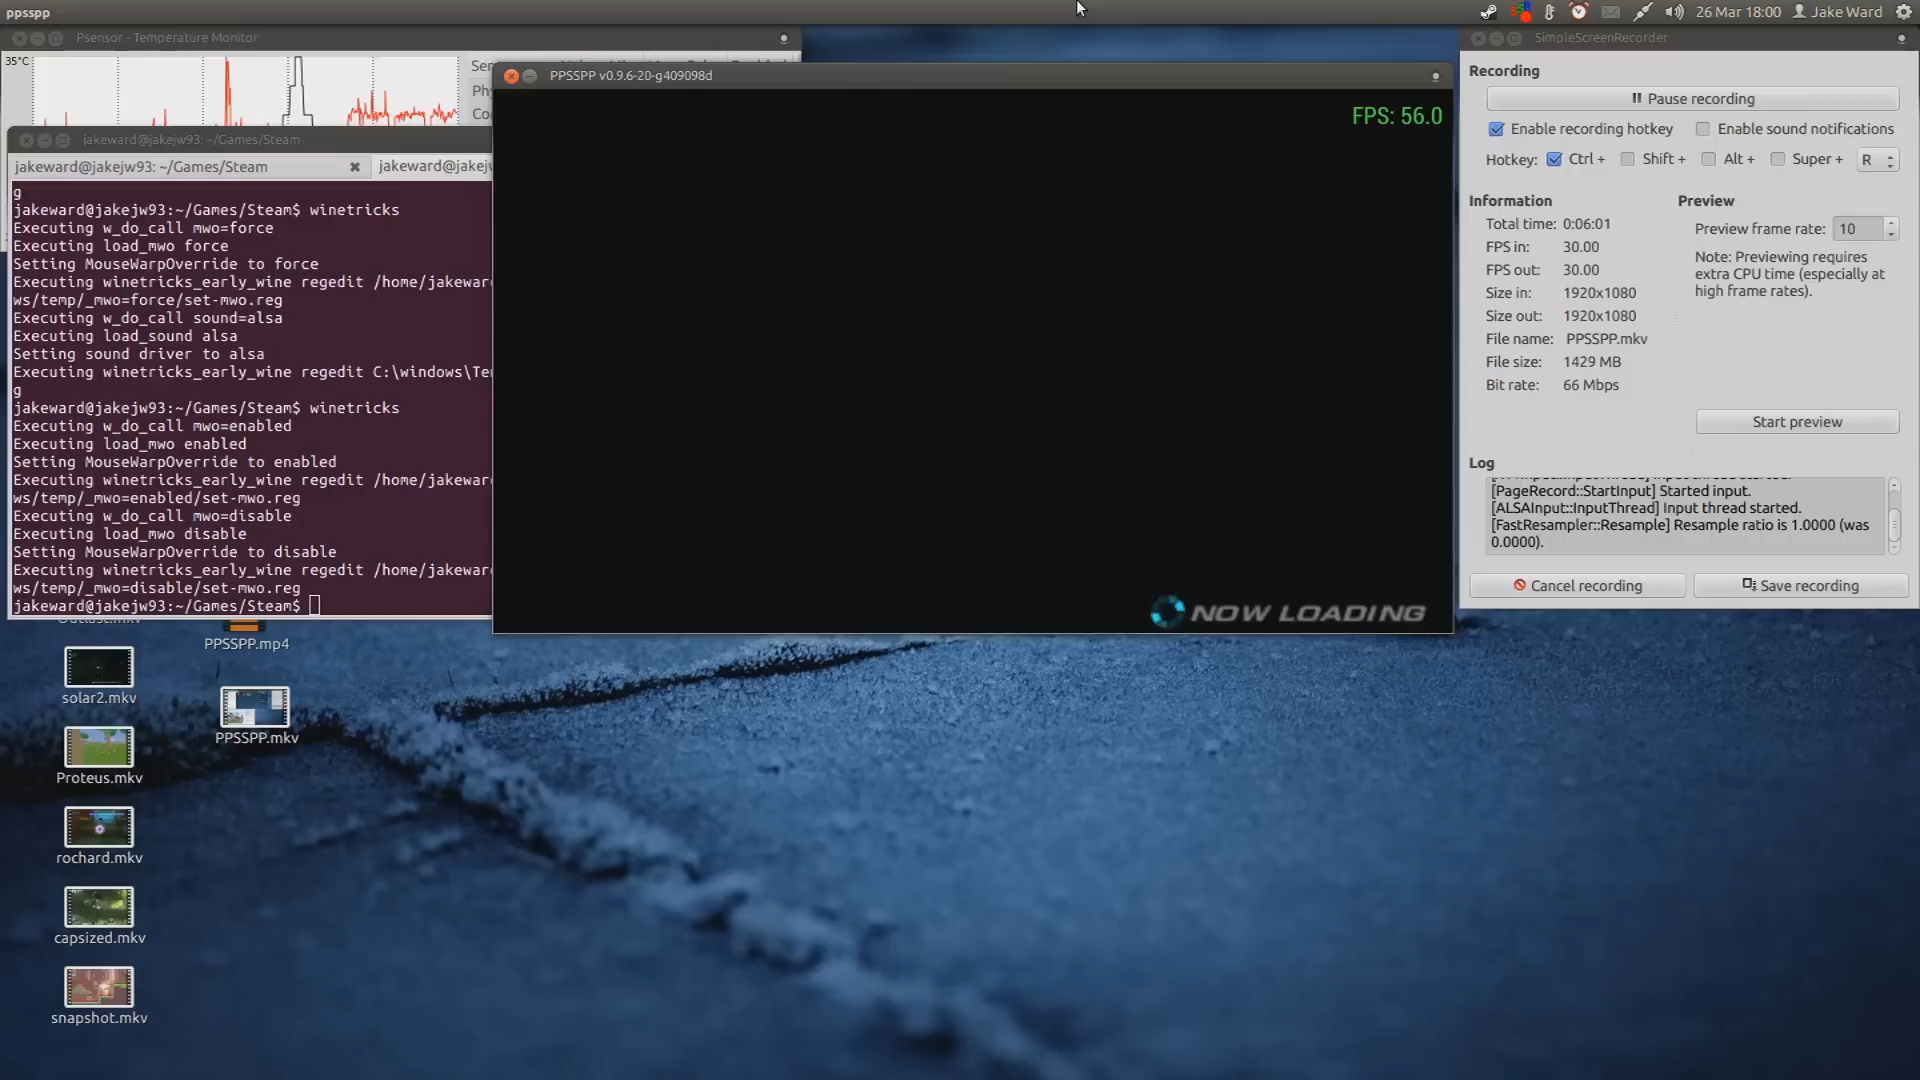 ppsspp
26 Mar 18:00
Jake Ward
Psensor - Temperature Monitor
35°C
jakeward@jakejw93: ~/Games/Steam
jakeward@jakejw93: ~/Games/Steam
g
jakeward@jakejw93:~/Games/Steam$ winetricks
Executing w_do_call mwo=force
Executing load_mwo force
Setting MouseWarpOverride to force
Executing winetricks_early_wine regedit /home/jakewar
ws/temp/_mwo=force/set-mwo.reg
Executing w_do_call sound=alsa
Executing load_sound alsa
Setting sound driver to alsa
Executing winetricks_early_wine regedit C:\windows\Te
g
jakeward@jakejw93:~/Games/Steam$ winetricks
Executing w_do_call mwo=enabled
Executing load_mwo enabled
Setting MouseWarpOverride to enabled
Executing winetricks_early_wine regedit /home/jakewar
ws/temp/_mwo=enabled/set-mwo.reg
Executing w_do_call mwo=disable
Executing load_mwo disable
Setting MouseWarpOverride to disable
Executing winetricks_early_wine regedit /home/jakewar
ws/temp/_mwo=disable/set-mwo.reg
jakeward@jakejw93:~/Games/Steam$
PPSSPP v0.9.6-20-g409098d
FPS: 56.0
NOW LOADING
SimpleScreenRecorder
Recording
Pause recording
Enable recording hotkey Enable sound notifications
Hotkey: Ctrl + Shift + Alt + Super + R
Information
Total time: 0:06:01
FPS in: 30.00
FPS out: 30.00
Size in: 1920x1080
Size out: 1920x1080
File name: PPSSPP.mkv
File size: 1429 MB
Bit rate: 66 Mbps
Preview
Preview frame rate: 10
Note: Previewing requires
extra CPU time (especially at
high frame rates).
Start preview
Log
[PageRecord::StartInput] Started input.
[ALSAInput::InputThread] Input thread started.
[FastResampler::Resample] Resample ratio is 1.0000 (was
0.0000).
Cancel recording
Save recording
PPSSPP.mp4
solar2.mkv
PPSSPP.mkv
Proteus.mkv
rochard.mkv
capsized.mkv
snapshot.mkv